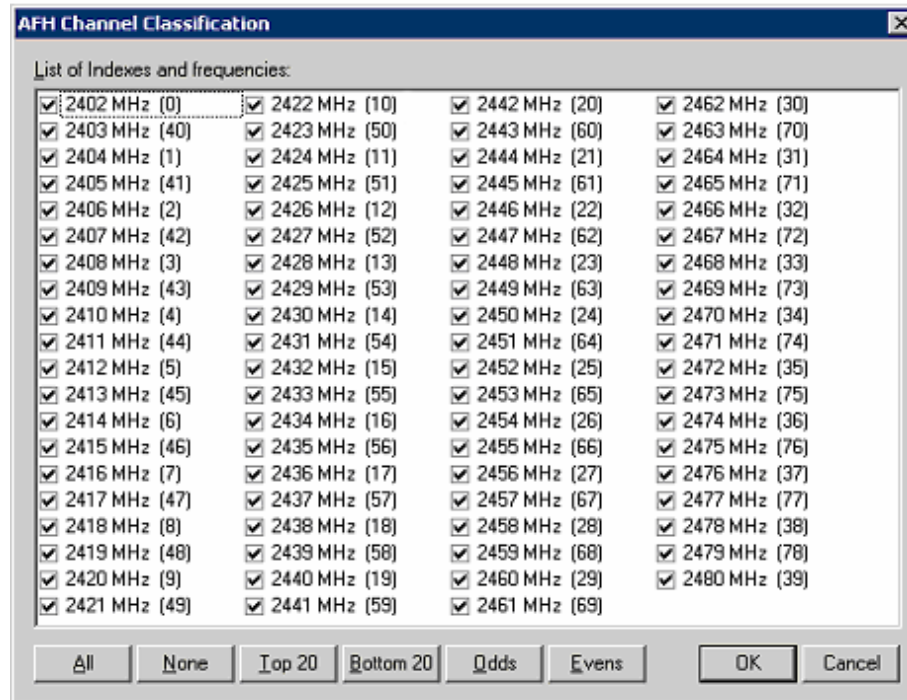 AFH Channel Classification
List of Indexes and frequencies:
2402 MHz (0) 2422 MHz (10) 2442 MHz (20) 2462 MHz (30)
2403 MHz (40) 2423 MHz (50) 2443 MHz (60) 2463 MHz (70)
2404 MHz (1) 2424 MHz (11) 2444 MHz (21) 2464 MHz (31)
2405 MHz (41) 2425 MHz (51) 2445 MHz (61) 2465 MHz (71)
2406 MHz (2) 2426 MHz (12) 2446 MHz (22) 2466 MHz (32)
2407 MHz (42) 2427 MHz (52) 2447 MHz (62) 2467 MHz (72)
2408 MHz (3) 2428 MHz (13) 2448 MHz (23) 2468 MHz (33)
2409 MHz (43) 2429 MHz (53) 2449 MHz (63) 2469 MHz (73)
2410 MHz (4) 2430 MHz (14) 2450 MHz (24) 2470 MHz (34)
2411 MHz (44) 2431 MHz (54) 2451 MHz (64) 2471 MHz (74)
2412 MHz (5) 2432 MHz (15) 2452 MHz (25) 2472 MHz (35)
2413 MHz (45) 2433 MHz (55) 2453 MHz (65) 2473 MHz (75)
2414 MHz (6) 2434 MHz (16) 2454 MHz (26) 2474 MHz (36)
2415 MHz (46) 2435 MHz (56) 2455 MHz (66) 2475 MHz (76)
2416 MHz (7) 2436 MHz (17) 2456 MHz (27) 2476 MHz (37)
2417 MHz (47) 2437 MHz (57) 2457 MHz (67) 2477 MHz (77)
2418 MHz (8) 2438 MHz (18) 2458 MHz (28) 2478 MHz (38)
2419 MHz (48) 2439 MHz (58) 2459 MHz (68) 2479 MHz (78)
2420 MHz (9) 2440 MHz (19) 2460 MHz (29) 2480 MHz (39)
2421 MHz (49) 2441 MHz (59) 2461 MHz (69)
All None Top 20 Bottom 20 Odds Evens OK Cancel